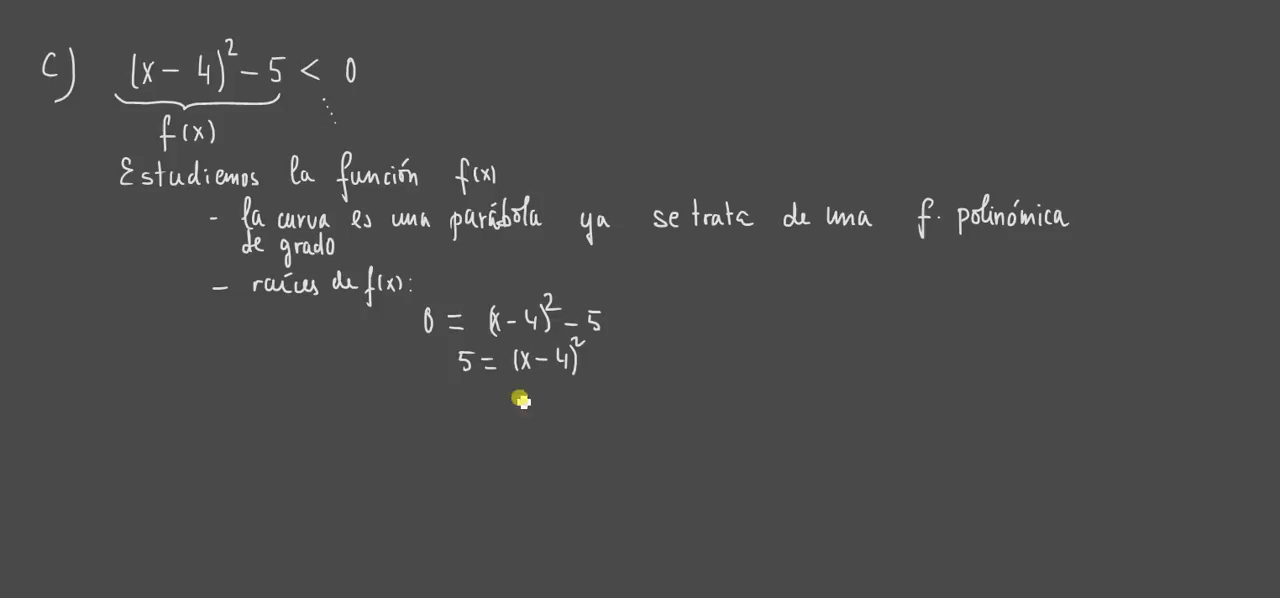 C) (x - 4)² - 5 < 0
f(x)
Estudiemos la función f(x)
- la curva es una parábola ya se trata de una f. polinómica
de grado
- raíces de f(x):
0 = (x - 4)² - 5
5 = (x - 4)²